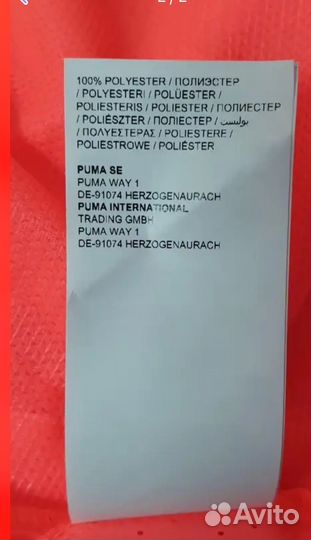 100% POLYESTER / ПОЛИЭСТЕР
/ POLYESTERI / POLÜESTER /
POLIESTERIS / POLIESTER / ПОЛИЕСТЕР
/ POLIÉSZTER / ПОЛІЕСТЕР / بوليستر
/ ΠΟΛΥΕΣΤΕΡΑΣ / POLIESTERE /
POLIESTROWE / POLIÉSTER
PUMA SE
PUMA WAY 1
DE-91074 HERZOGENAURACH
PUMA INTERNATIONAL
TRADING GMBH
PUMA WAY 1
DE-91074 HERZOGENAURACH
Avito